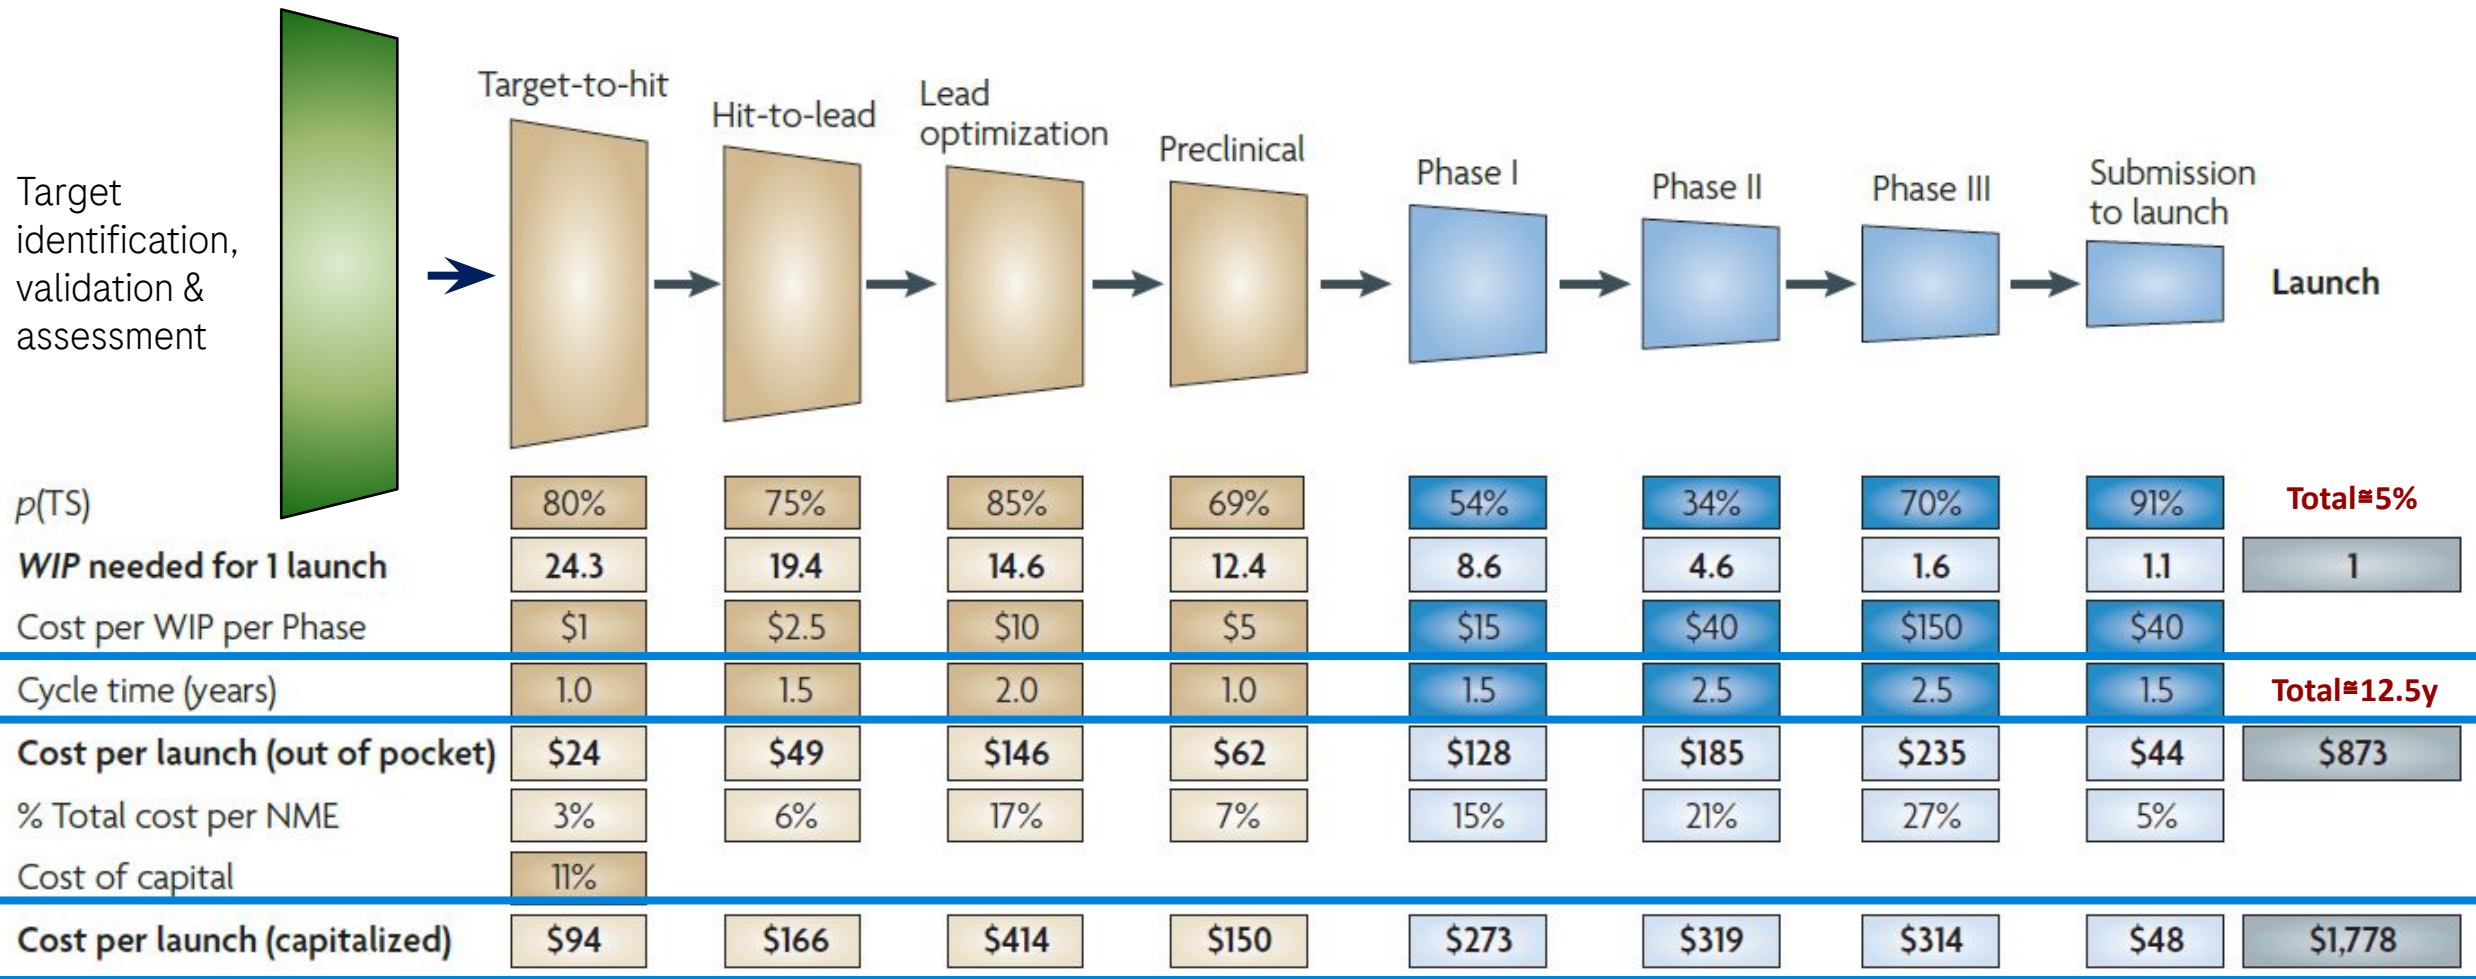 Target
identification,
validation &
assessment
Target-to-hit
Hit-to-lead
Lead
optimization
Preclinical
Phase I
Phase II
Phase III
Submission
to launch
Launch
p(TS) 80% 75% 85% 69% 54% 34% 70% 91% Total≅5%
WIP needed for 1 launch 24.3 19.4 14.6 12.4 8.6 4.6 1.6 1.1 1
Cost per WIP per Phase $1 $2.5 $10 $5 $15 $40 $150 $40
Cycle time (years) 1.0 1.5 2.0 1.0 1.5 2.5 2.5 1.5 Total≅12.5y
Cost per launch (out of pocket) $24 $49 $146 $62 $128 $185 $235 $44 $873
% Total cost per NME 3% 6% 17% 7% 15% 21% 27% 5%
Cost of capital 11%
Cost per launch (capitalized) $94 $166 $414 $150 $273 $319 $314 $48 $1,778